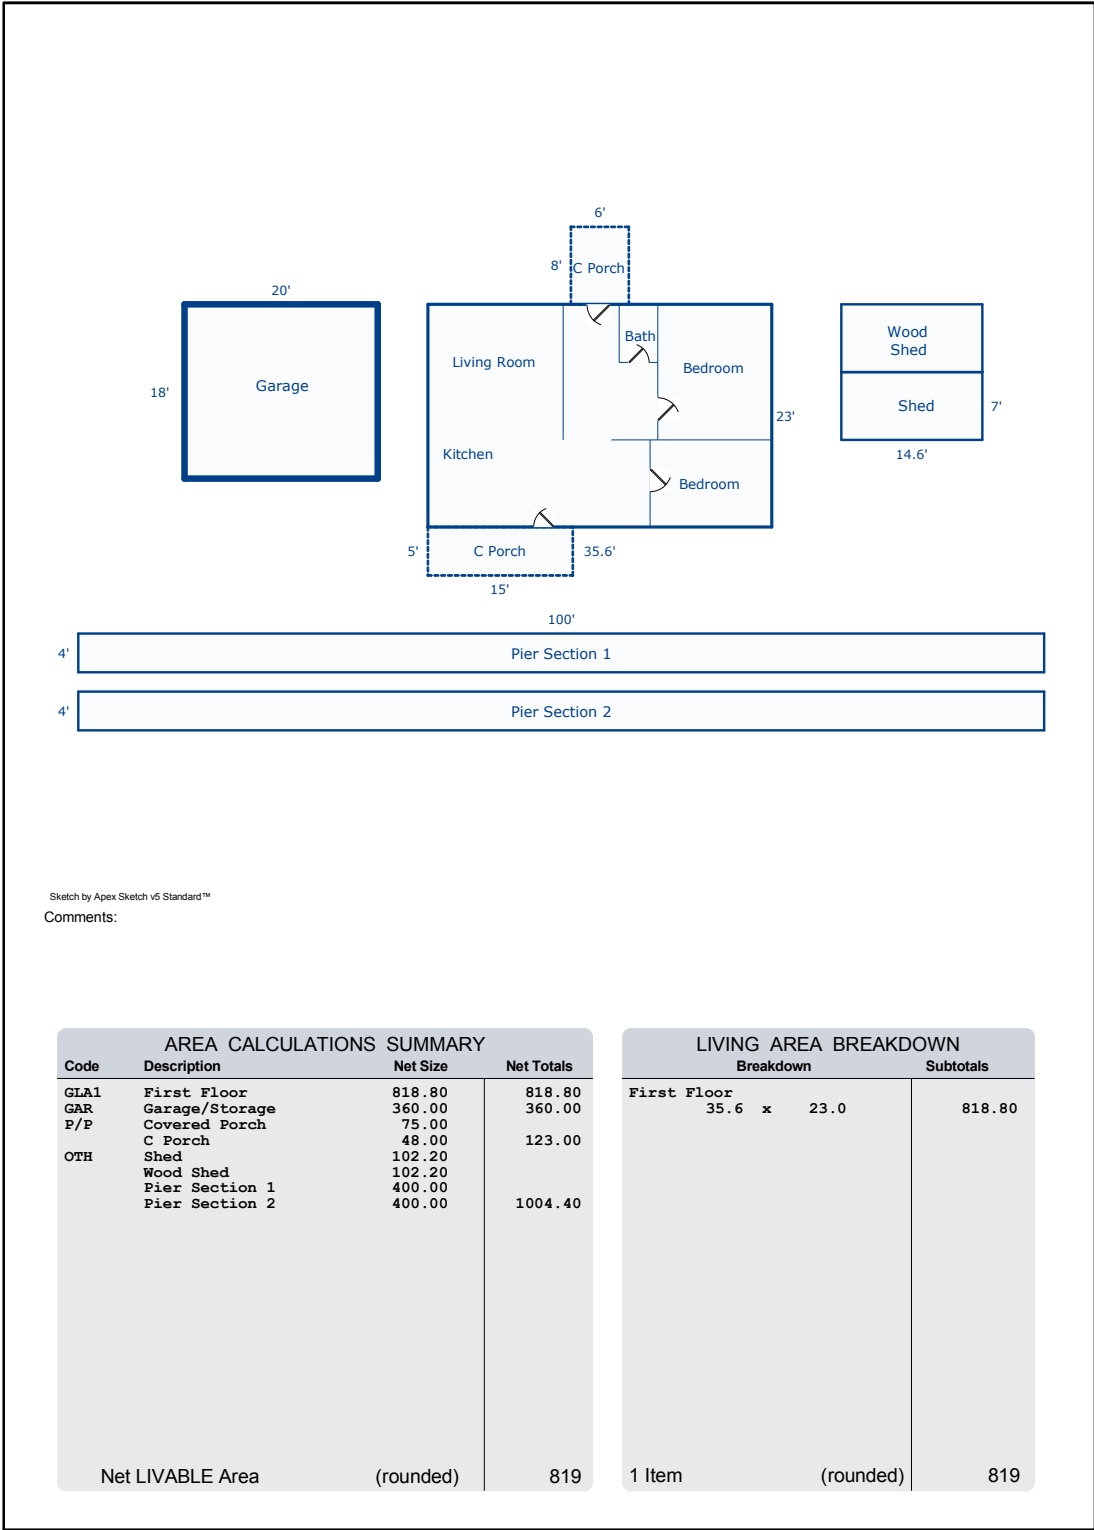 6'
8' C Porch
20'
18' Garage
Living Room
Bath
Bedroom
23'
Kitchen
Bedroom
Wood
Shed
Shed 7'
14.6'
5' C Porch 35.6'
15'
100'
4' Pier Section 1
4' Pier Section 2
Sketch by Apex Sketch v5 Standard™
Comments:
AREA CALCULATIONS SUMMARY
Code Description Net Size Net Totals
GLA1 First Floor 818.80 818.80
GAR Garage/Storage 360.00 360.00
P/P Covered Porch 75.00
C Porch 48.00 123.00
OTH Shed 102.20
Wood Shed 102.20
Pier Section 1 400.00
Pier Section 2 400.00 1004.40
Net LIVABLE Area (rounded) 819
LIVING AREA BREAKDOWN
Breakdown Subtotals
First Floor
35.6 x 23.0 818.80
1 Item (rounded) 819